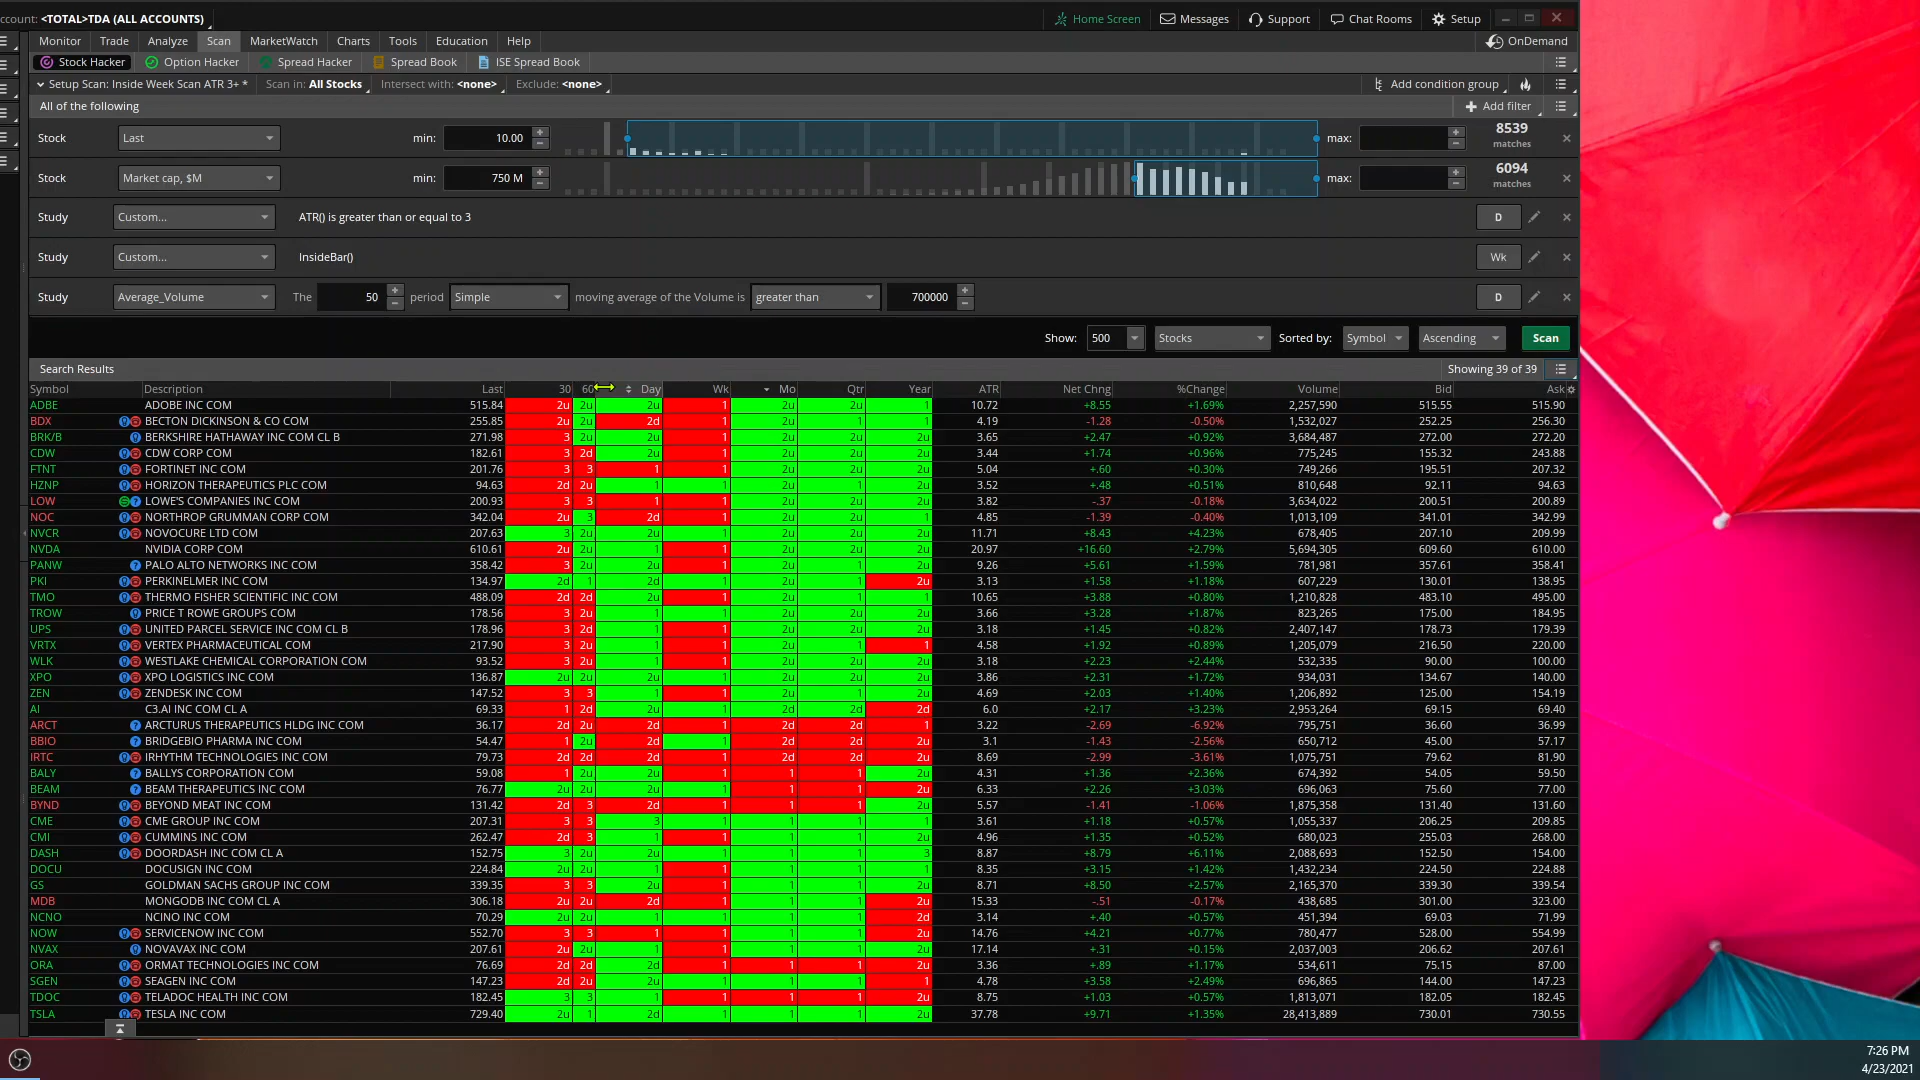 ccount: <TOTAL>TDA (ALL ACCOUNTS) Home Screen Messages Support Chat Rooms Setup
Monitor Trade Analyze Scan MarketWatch Charts Tools Education Help OnDemand
Stock Hacker Option Hacker Spread Hacker Spread Book ISE Spread Book
Setup Scan: Inside Week Scan ATR 3+ * Scan in: All Stocks Intersect with: <none> Exclude: <none> Add condition group
All of the following Add filter
Stock Last min: 10.00 max: 8539 matches
Stock Market cap, $M min: 750 M max: 6094 matches
Study Custom... ATR() is greater than or equal to 3 D
Study Custom... InsideBar() Wk
Study Average_Volume The 50 period Simple moving average of the Volume is greater than 700000 D
Show: 500 Stocks Sorted by: Symbol Ascending Scan
Search Results Showing 39 of 39
Symbol Description Last 30 60 Day Wk Mo Qtr Year ATR Net Chng %Change Volume Bid Ask
ADBE ADOBE INC COM 515.84 2u 2u 2u 1 2u 2u 1 10.72 +8.55 +1.69% 2,257,590 515.55 515.90
BDX BECTON DICKINSON & CO COM 255.85 2u 2u 2d 1 2u 1 1 4.19 -1.28 -0.50% 1,532,027 252.25 256.30
BRK/B BERKSHIRE HATHAWAY INC COM CL B 271.98 3 2u 2u 1 2u 2u 2u 3.65 +2.47 +0.92% 3,684,487 272.00 272.20
CDW CDW CORP COM 182.61 3 2d 2u 1 2u 2u 2u 3.44 +1.74 +0.96% 775,245 155.32 243.88
FTNT FORTINET INC COM 201.76 3 3 1 1 2u 2u 2u 5.04 +.60 +0.30% 749,266 195.51 207.32
HZNP HORIZON THERAPEUTICS PLC COM 94.63 2d 2u 1 1 2u 1 2u 3.52 +.48 +0.51% 810,648 92.11 94.63
LOW LOWE'S COMPANIES INC COM 200.93 3 3 1 1 2u 2u 2u 3.82 -.37 -0.18% 3,634,022 200.51 200.89
NOC NORTHROP GRUMMAN CORP COM 342.04 2u 3 2d 1 2u 2u 1 4.85 -1.39 -0.40% 1,013,109 341.01 342.99
NVCR NOVOCURE LTD COM 207.63 3 2u 2u 1 2u 2u 2u 11.71 +8.43 +4.23% 678,405 207.10 209.99
NVDA NVIDIA CORP COM 610.61 2u 2u 1 1 2u 2u 2u 20.97 +16.60 +2.79% 5,694,305 609.60 610.00
PANW PALO ALTO NETWORKS INC COM 358.42 3 2u 2u 1 2u 1 2u 9.26 +5.61 +1.59% 781,981 357.61 358.41
PKI PERKINELMER INC COM 134.97 2d 1 2d 1 2u 1 2u 3.13 +1.58 +1.18% 607,229 130.01 138.95
TMO THERMO FISHER SCIENTIFIC INC COM 488.09 2d 2d 2u 1 2u 1 2u 10.65 +3.88 +0.80% 1,210,828 483.10 495.00
TROW PRICE T ROWE GROUPS COM 178.56 3 2u 1 1 2u 2u 2u 3.66 +3.28 +1.87% 823,265 175.00 184.95
UPS UNITED PARCEL SERVICE INC COM CL B 178.96 3 2d 1 1 2u 2u 2u 3.18 +1.45 +0.82% 2,407,147 178.73 179.39
VRTX VERTEX PHARMACEUTICAL COM 217.90 3 2u 1 1 2u 1 1 4.58 +1.92 +0.89% 1,205,079 216.50 220.00
WLK WESTLAKE CHEMICAL CORPORATION COM 93.52 3 2u 1 1 2u 2u 2u 3.18 +2.23 +2.44% 532,335 90.00 100.00
XPO XPO LOGISTICS INC COM 136.87 2u 2u 2u 1 2u 2u 2u 3.86 +2.31 +1.72% 934,031 134.67 140.00
ZEN ZENDESK INC COM 147.52 3 3 1 1 2u 2u 1 4.69 +2.03 +1.40% 1,206,892 125.00 154.19
AI C3.AI INC COM CL A 69.33 1 2d 2u 1 2d 2u 2d 6.0 +2.17 +3.23% 2,953,264 69.15 69.40
ARCT ARCTURUS THERAPEUTICS HLDG INC COM 36.17 2d 2u 2d 1 2d 2d 1 3.22 -2.69 -6.92% 795,751 36.60 36.99
BBIO BRIDGEBIO PHARMA INC COM 54.47 1 2u 2d 1 2d 2d 2u 3.1 -1.43 -2.56% 650,712 45.00 57.17
IRTC IRHYTHM TECHNOLOGIES INC COM 79.73 2d 2d 2d 1 2d 2d 2u 8.69 -2.99 -3.61% 1,075,751 79.62 81.90
BALY BALLYS CORPORATION COM 59.08 1 2u 2u 1 1 1 2u 4.31 +1.36 +2.36% 674,392 54.05 59.50
BEAM BEAM THERAPEUTICS INC COM 76.77 2u 2u 2u 1 1 1 2u 6.33 +2.26 +3.03% 696,063 75.60 77.00
BYND BEYOND MEAT INC COM 131.42 2d 3 2d 1 1 1 2u 5.57 -1.41 -1.06% 1,875,358 131.40 131.60
CME CME GROUP INC COM 207.31 3 3 3 1 1 1 1 3.61 +1.18 +0.57% 1,055,337 206.25 209.85
CMI CUMMINS INC COM 262.47 2d 3 1 1 1 1 2u 4.96 +1.35 +0.52% 680,023 255.03 268.00
DASH DOORDASH INC COM CL A 152.75 3 2u 2u 1 1 1 3 8.87 +8.79 +6.11% 2,088,693 152.50 154.00
DOCU DOCUSIGN INC COM 224.84 2u 2u 1 1 1 1 1 8.35 +3.15 +1.42% 1,432,234 224.50 224.88
GS GOLDMAN SACHS GROUP INC COM 339.35 3 3 2u 1 1 1 2u 8.71 +8.50 +2.57% 2,165,370 339.30 339.54
MDB MONGODB INC COM CL A 306.18 2u 2u 2d 1 1 1 2u 15.33 -.51 -0.17% 438,685 301.00 323.00
NCNO NCINO INC COM 70.29 2u 2u 1 1 1 1 2d 3.14 +.40 +0.57% 451,394 69.03 71.99
NOW SERVICENOW INC COM 552.70 3 3 1 1 1 1 2u 14.76 +4.21 +0.77% 780,477 528.00 554.99
NVAX NOVAVAX INC COM 207.61 2u 2u 1 1 1 1 2u 17.14 +.31 +0.15% 2,037,003 206.62 207.61
ORA ORMAT TECHNOLOGIES INC COM 76.69 2d 2d 2d 1 1 1 2u 3.36 +.89 +1.17% 534,611 75.15 87.00
SGEN SEAGEN INC COM 147.23 2d 2u 2u 1 1 1 1 4.78 +3.58 +2.49% 696,865 144.00 147.23
TDOC TELADOC HEALTH INC COM 182.45 3 3 1 1 1 1 2u 8.75 +1.03 +0.57% 1,813,071 182.05 182.45
TSLA TESLA INC COM 729.40 2u 1 2d 1 1 1 1 37.78 +9.71 +1.35% 28,413,889 730.01 730.55
7:26 PM
4/23/2021